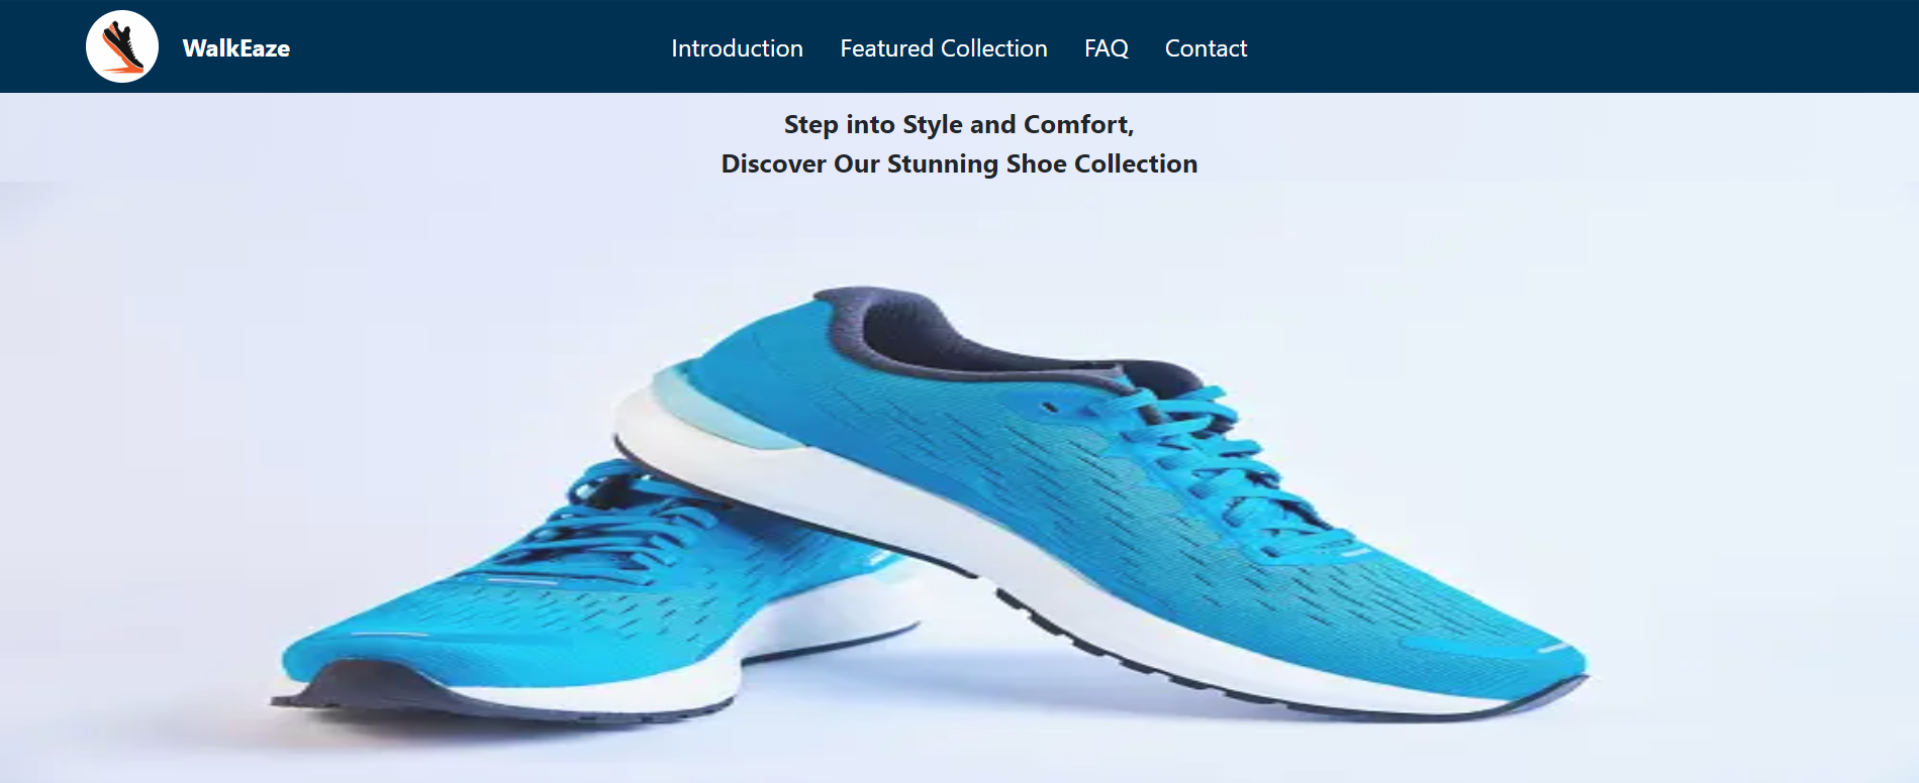 WalkEaze
Introduction Featured Collection FAQ Contact
Step into Style and Comfort,
Discover Our Stunning Shoe Collection